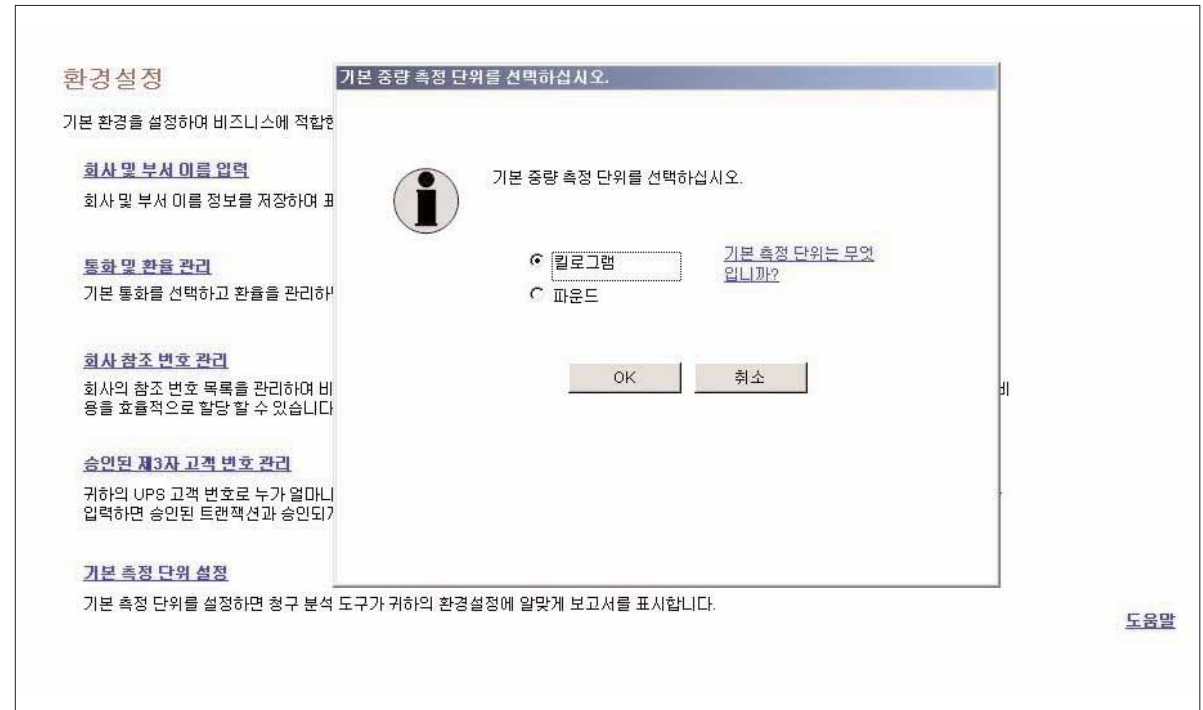 환경설정
기본 환경을 설정하여 비즈니스에 적합한
회사 및 부서 이름 입력
회사 및 부서 이름 정보를 저장하여 표
통화 및 환율 관리
기본 통화를 선택하고 환율을 관리하
회사 참조 번호 관리
회사의 참조 번호 목록을 관리하여 비
비
용을 효율적으로 할당 할 수 있습니다
승인된 제3자 고객 번호 관리
귀하의 UPS 고객 번호로 누가 얼마나
입력하면 승인된 트랜잭션과 승인되지
기본 측정 단위 설정
기본 측정 단위를 설정하면 청구 분석 도구가 귀하의 환경설정에 알맞게 보고서를 표시합니다.
도움말
기본 중량 측정 단위를 선택하십시오.
기본 중량 측정 단위를 선택하십시오.
킬로그램
파운드
기본 측정 단위는 무엇
입니까?
OK
취소